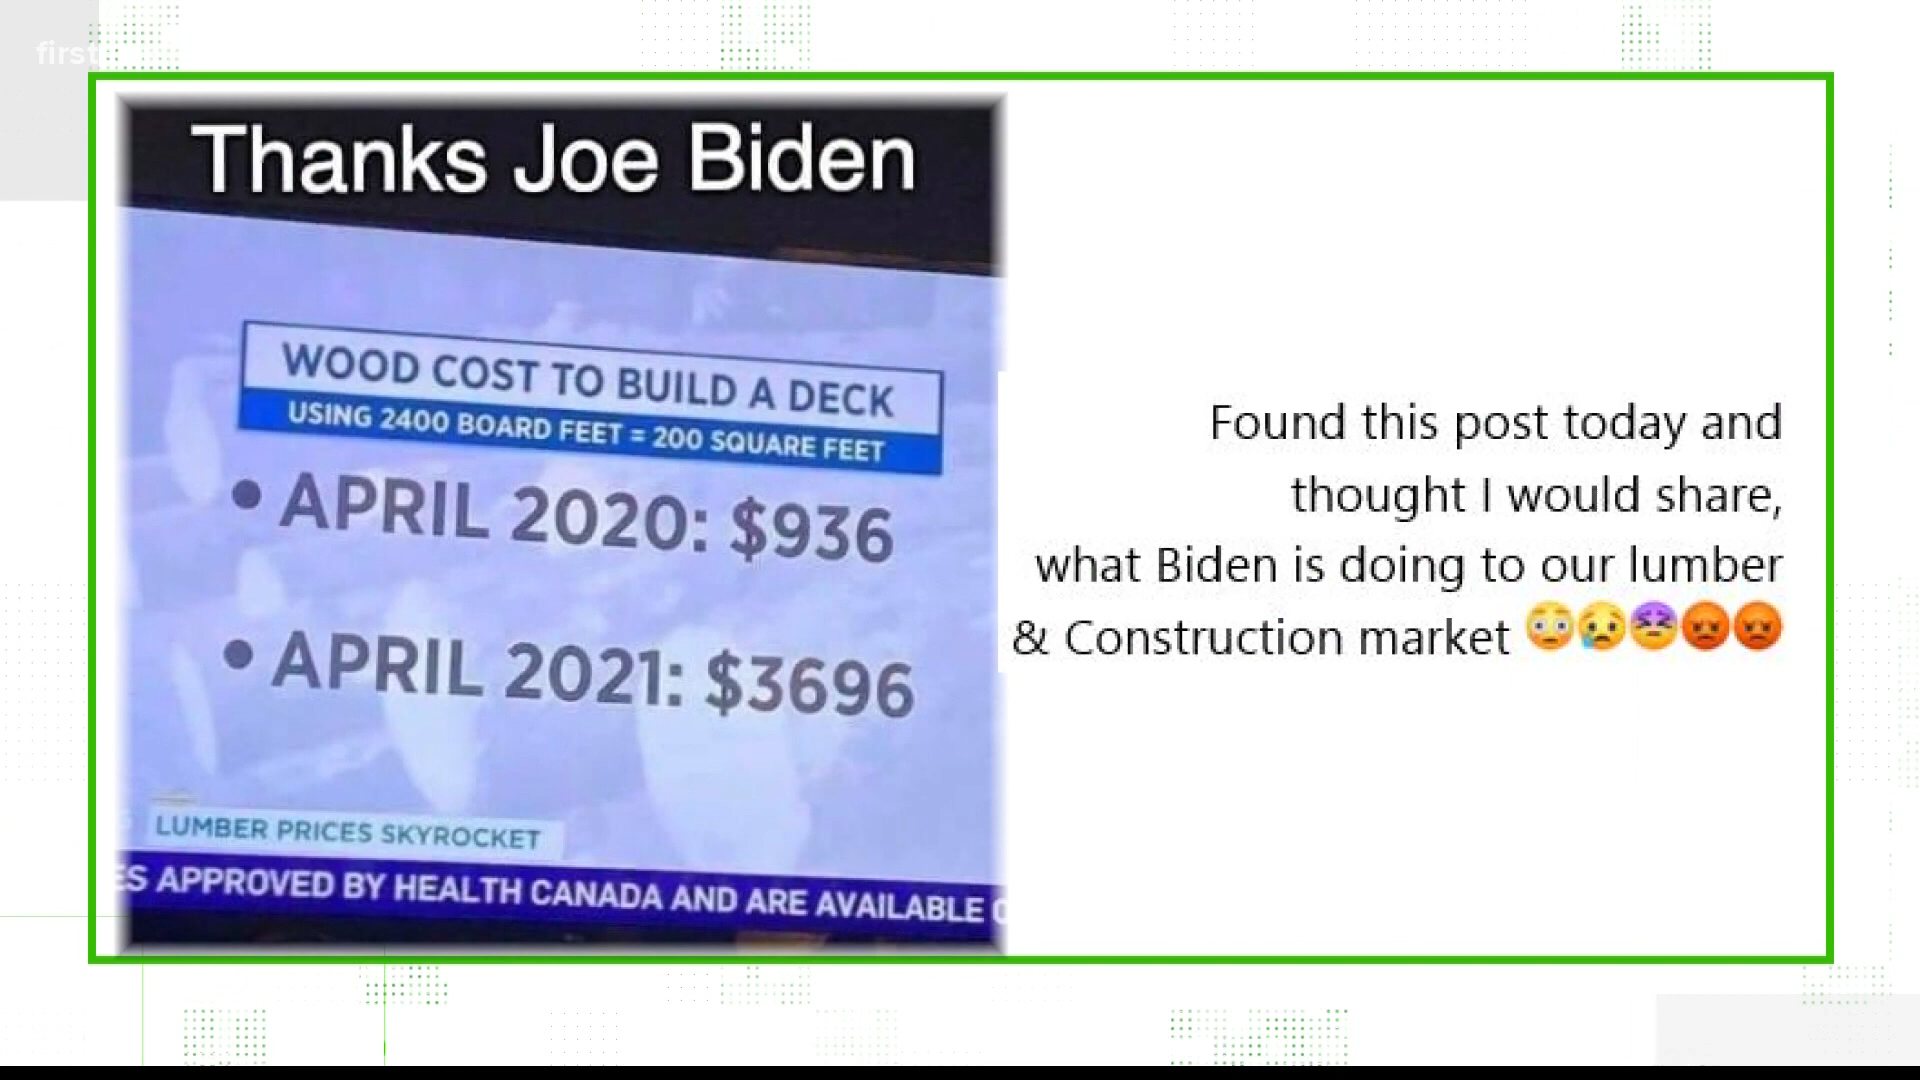 first
Thanks Joe Biden
WOOD COST TO BUILD A DECK
USING 2400 BOARD FEET = 200 SQUARE FEET
• APRIL 2020: $936
• APRIL 2021: $3696
LUMBER PRICES SKYROCKET
ES APPROVED BY HEALTH CANADA AND ARE AVAILABLE
Found this post today and
thought I would share,
what Biden is doing to our lumber
& Construction market 😳😢😖😡😡